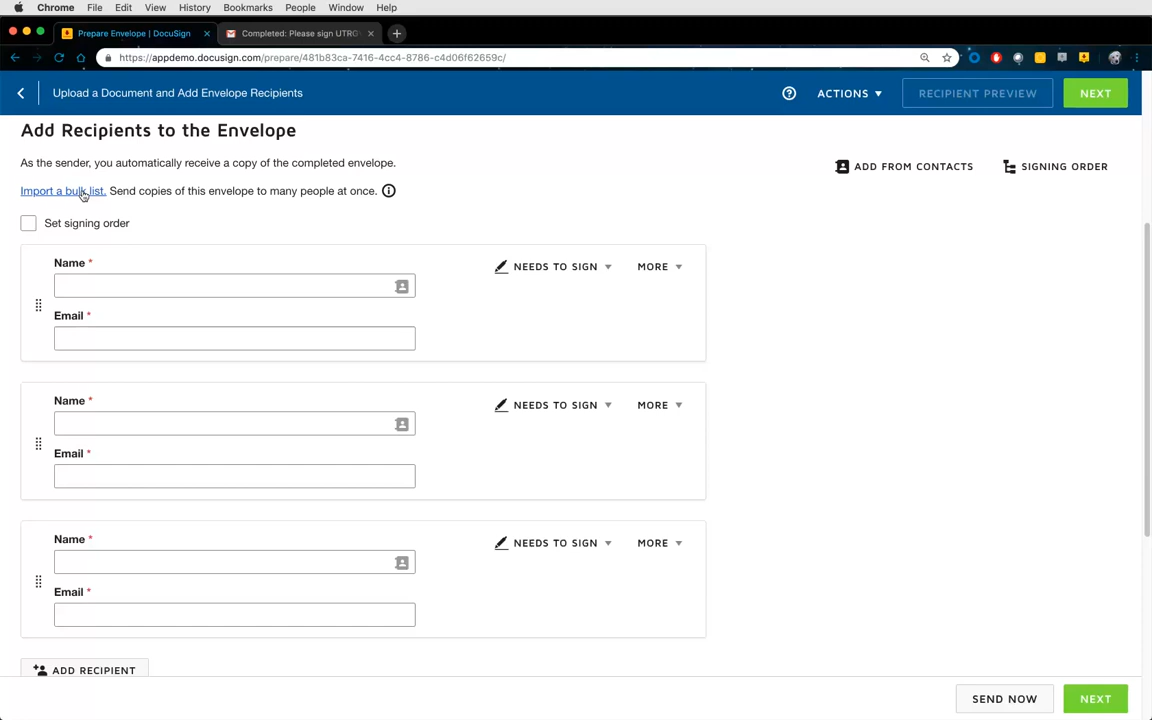 Chrome File Edit View History Bookmarks People Window Help
Prepare Envelope | DocuSign
Completed: Please sign UTRG
https://appdemo.docusign.com/prepare/481b83ca-7416-4cc4-8786-c4d06f62659c/
Upload a Document and Add Envelope Recipients
ACTIONS
RECIPIENT PREVIEW
NEXT
Add Recipients to the Envelope
As the sender, you automatically receive a copy of the completed envelope.
ADD FROM CONTACTS
SIGNING ORDER
Import a bulk list. Send copies of this envelope to many people at once.
Set signing order
Name *
NEEDS TO SIGN
MORE
Email *
Name *
NEEDS TO SIGN
MORE
Email *
Name *
NEEDS TO SIGN
MORE
Email *
ADD RECIPIENT
SEND NOW
NEXT